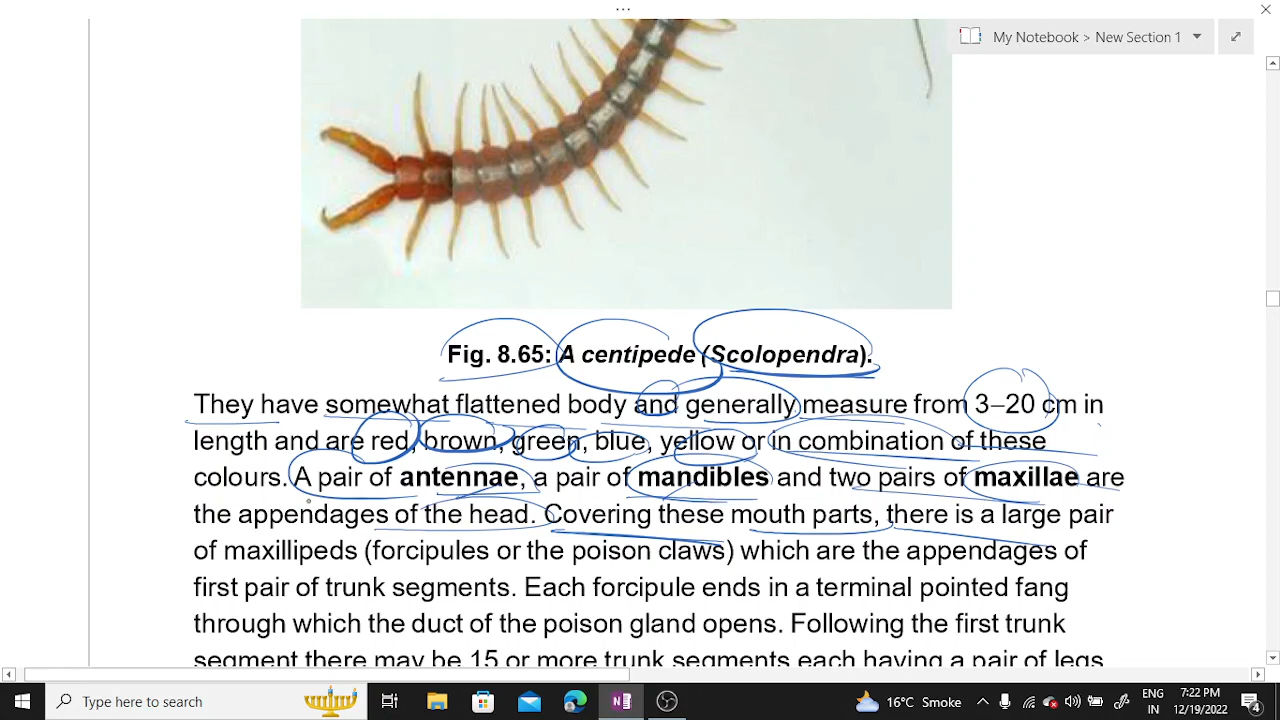 My Notebook > New Section 1
Fig. 8.65: A centipede (Scolopendra).
They have somewhat flattened body and generally measure from 3–20 cm in
length and are red, brown, green, blue, yellow or in combination of these
colours. A pair of antennae, a pair of mandibles and two pairs of maxillae are
the appendages of the head. Covering these mouth parts, there is a large pair
of maxillipeds (forcipules or the poison claws) which are the appendages of
first pair of trunk segments. Each forcipule ends in a terminal pointed fang
through which the duct of the poison gland opens. Following the first trunk
segment there may be 15 or more trunk segments each having a pair of legs
Type here to search
16°C Smoke
ENG
IN
7:22 PM
12/19/2022
4